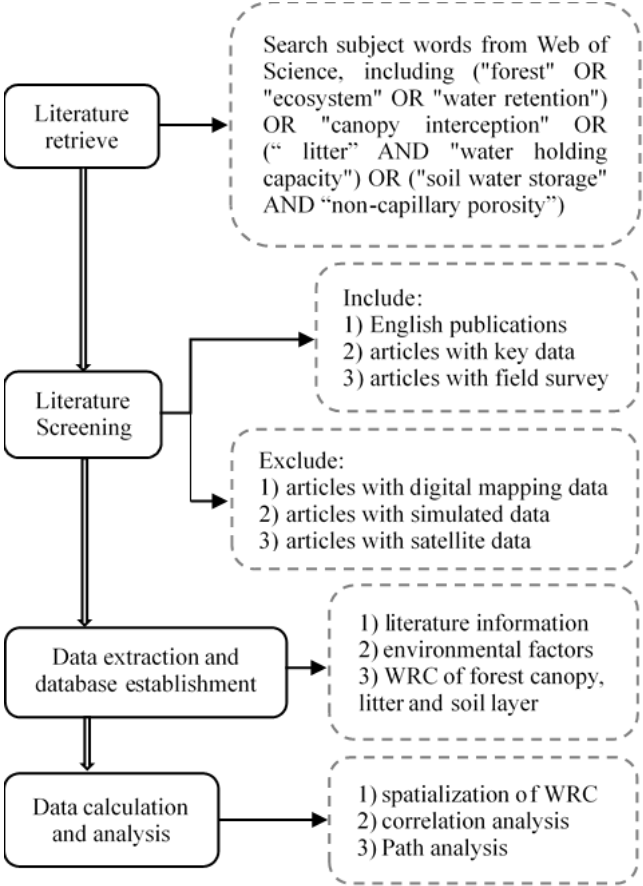 Literature
retrieve
Search subject words from Web of
Science, including ("forest" OR
"ecosystem" OR "water retention")
OR "canopy interception" OR
(“ litter” AND "water holding
capacity") OR ("soil water storage"
AND “non-capillary porosity”)
Literature
Screening
Include:
1) English publications
2) articles with key data
3) articles with field survey
Exclude:
1) articles with digital mapping data
2) articles with simulated data
3) articles with satellite data
Data extraction and
database establishment
1) literature information
2) environmental factors
3) WRC of forest canopy,
litter and soil layer
Data calculation
and analysis
1) spatialization of WRC
2) correlation analysis
3) Path analysis